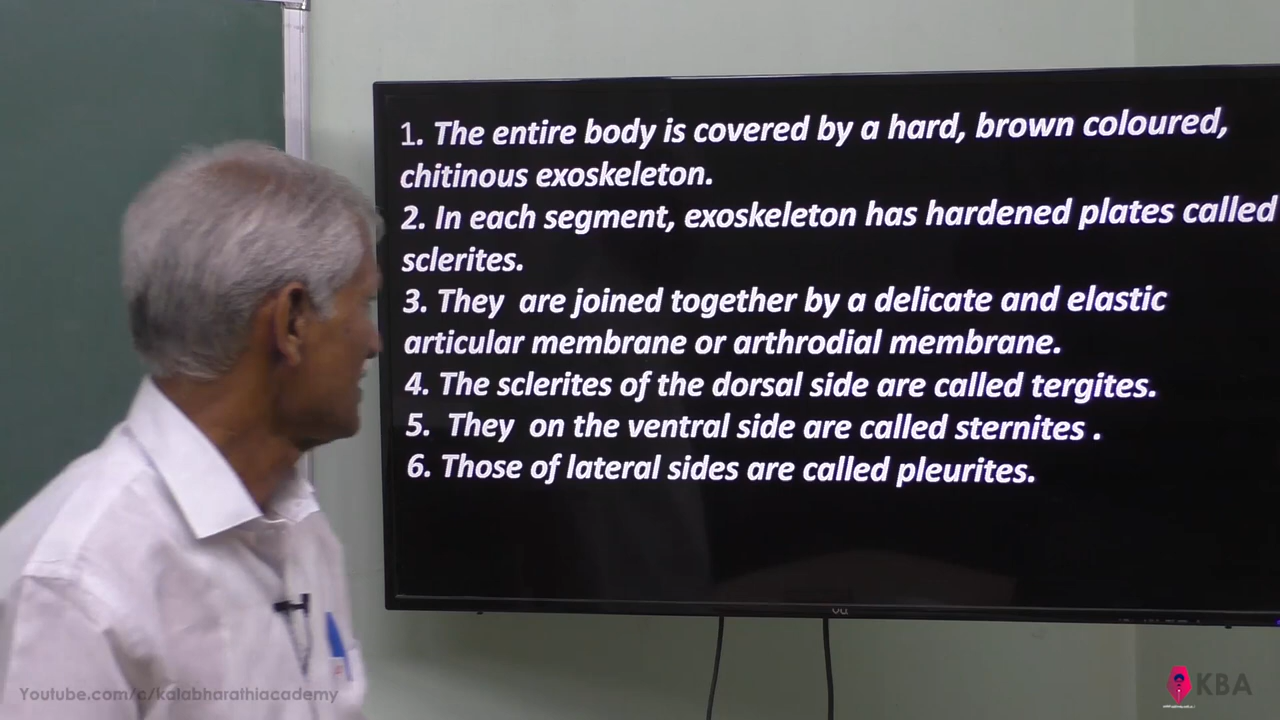 1. The entire body is covered by a hard, brown coloured,
chitinous exoskeleton.
2. In each segment, exoskeleton has hardened plates called
sclerites.
3. They are joined together by a delicate and elastic
articular membrane or arthrodial membrane.
4. The sclerites of the dorsal side are called tergites.
5. They on the ventral side are called sternites .
6. Those of lateral sides are called pleurites.
Youtube.com/c/kalabharathiacademy
KBA